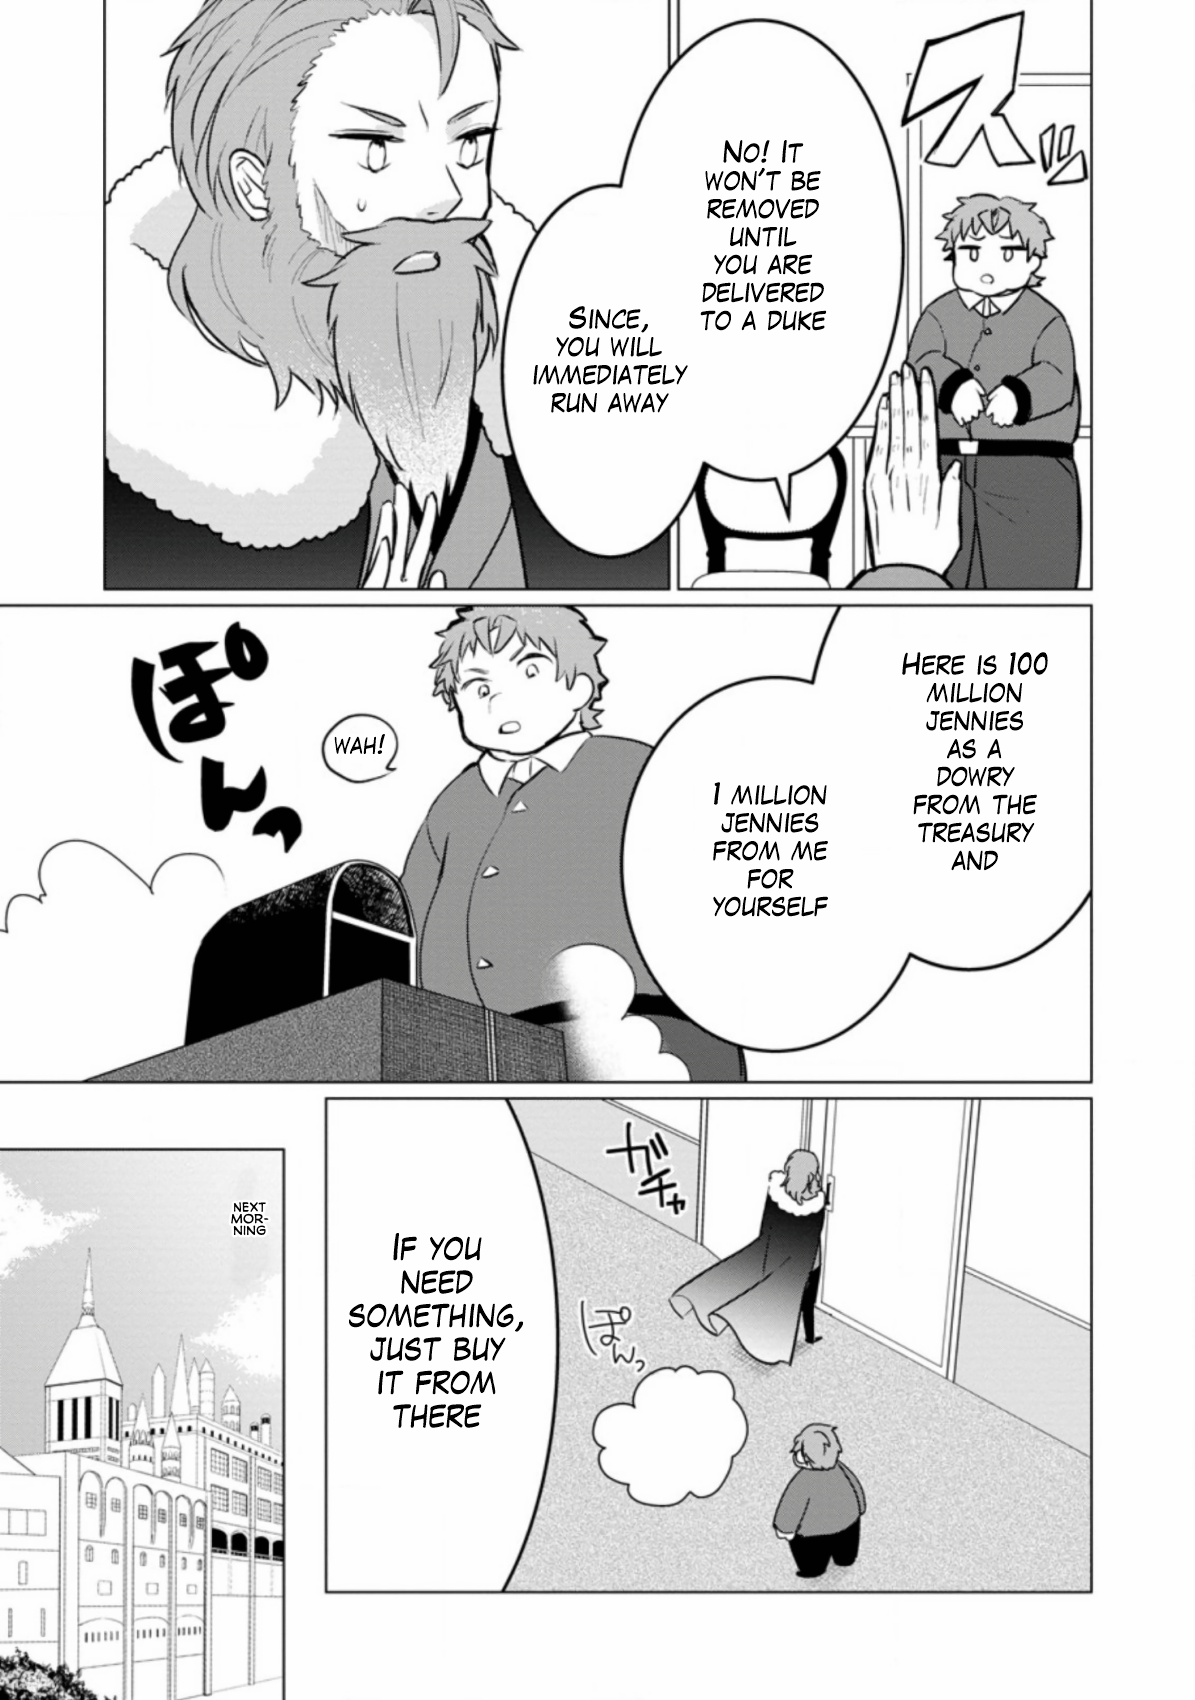 スッ
NO! IT
WON'T BE
REMOVED
UNTIL
YOU ARE
DELIVERED
TO A DUKE
SINCE,
YOU WILL
IMMEDIATELY
RUN AWAY
HERE IS 100
MILLION
JENNIES
AS A
DOWRY
FROM THE
TREASURY
AND
1 MILLION
JENNIES
FROM ME
FOR
YOURSELF
WAH!
ぽんっ
ガチャ
ぽんっ
IF YOU
NEED
SOMETHING,
JUST BUY
IT FROM
THERE
NEXT
MOR-
NING